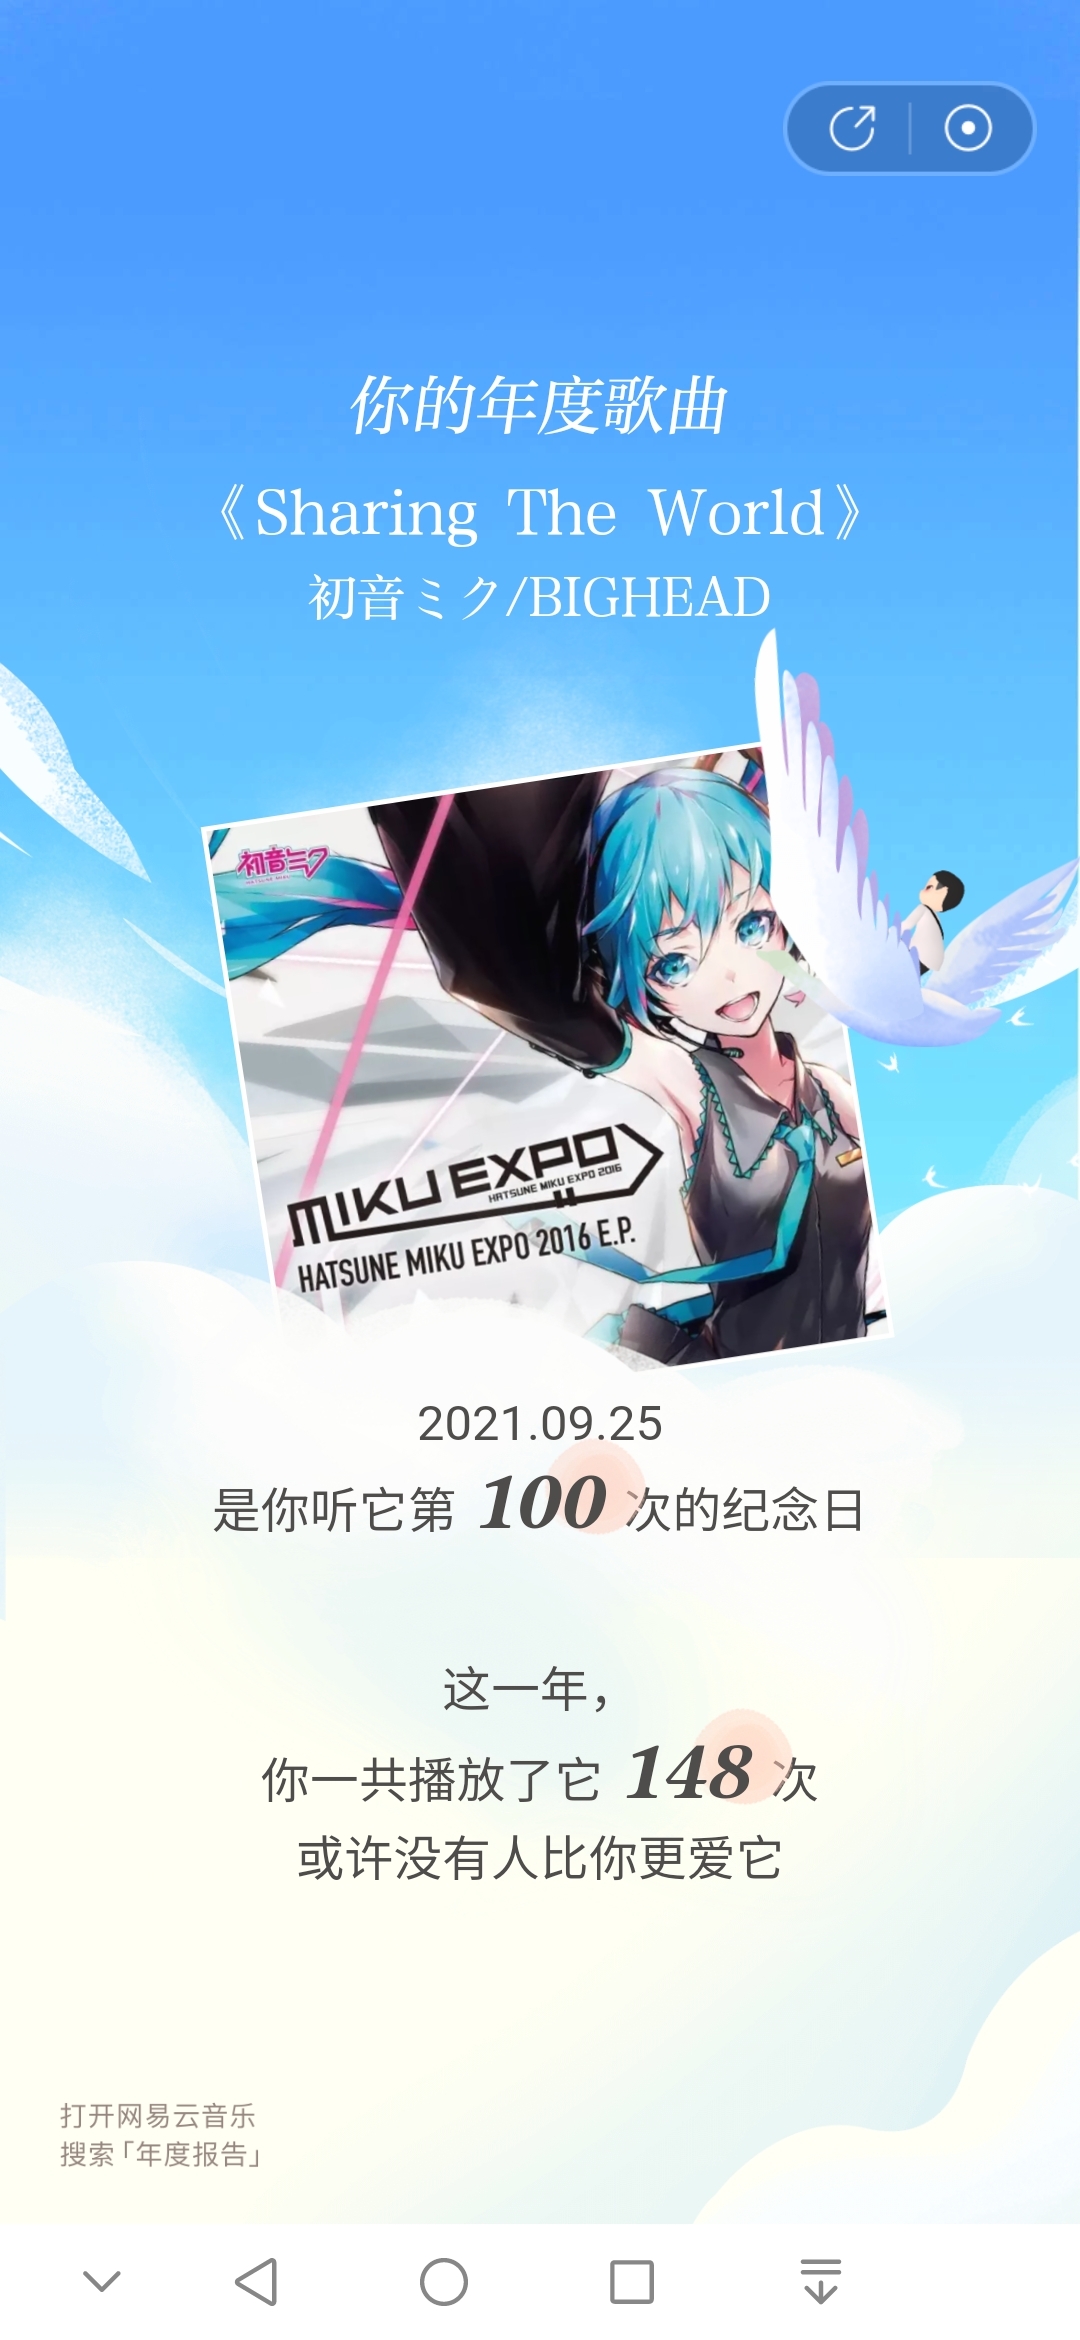 你的年度歌曲
《Sharing The World》
初音ミク/BIGHEAD
初音ミク
HATSUNE MIKU
MIKU EXPO
HATSUNE MIKU EXPO 2016
HATSUNE MIKU EXPO 2016 E.P.
2021.09.25
是你听它第 100 次的纪念日
这一年，
你一共播放了它 148 次
或许没有人比你更爱它
打开网易云音乐
搜索「年度报告」